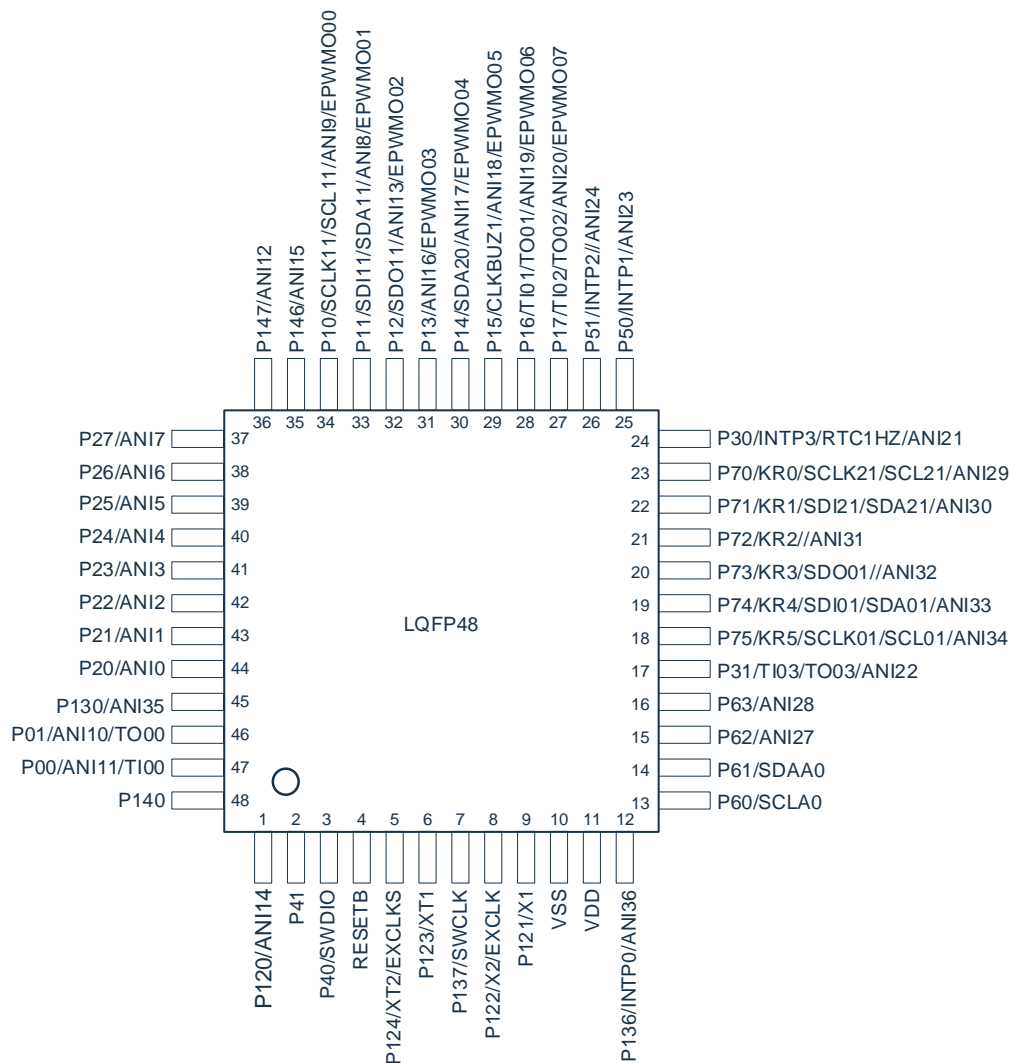 P147/ANI12
P146/ANI15
P10/SCLK11/SCL11/ANI9/EPWMO00
P11/SDI11/SDA11/ANI8/EPWMO01
P12/SDO11/ANI13/EPWMO02
P13/ANI16/EPWMO03
P14/SDA20/ANI17/EPWMO04
P15/CLKBUZ1/ANI18/EPWMO05
P16/TI01/TO01/ANI19/EPWMO06
P17/TI02/TO02/ANI20/EPWMO07
P51/INTP2//ANI24
P50/INTP1/ANI23
36 35 34 33 32 31 30 29 28 27 26 25
P27/ANI7 37
P26/ANI6 38
P25/ANI5 39
P24/ANI4 40
P23/ANI3 41
P22/ANI2 42
P21/ANI1 43
P20/ANI0 44
P130/ANI35 45
P01/ANI10/TO00 46
P00/ANI11/TI00 47
P140 48
LQFP48
24 P30/INTP3/RTC1HZ/ANI21
23 P70/KR0/SCLK21/SCL21/ANI29
22 P71/KR1/SDI21/SDA21/ANI30
21 P72/KR2//ANI31
20 P73/KR3/SDO01//ANI32
19 P74/KR4/SDI01/SDA01/ANI33
18 P75/KR5/SCLK01/SCL01/ANI34
17 P31/TI03/TO03/ANI22
16 P63/ANI28
15 P62/ANI27
14 P61/SDAA0
13 P60/SCLA0
1 2 3 4 5 6 7 8 9 10 11 12
P120/ANI14
P41
P40/SWDIO
RESETB
P124/XT2/EXCLKS
P123/XT1
P137/SWCLK
P122/X2/EXCLK
P121/X1
VSS
VDD
P136/INTP0/ANI36